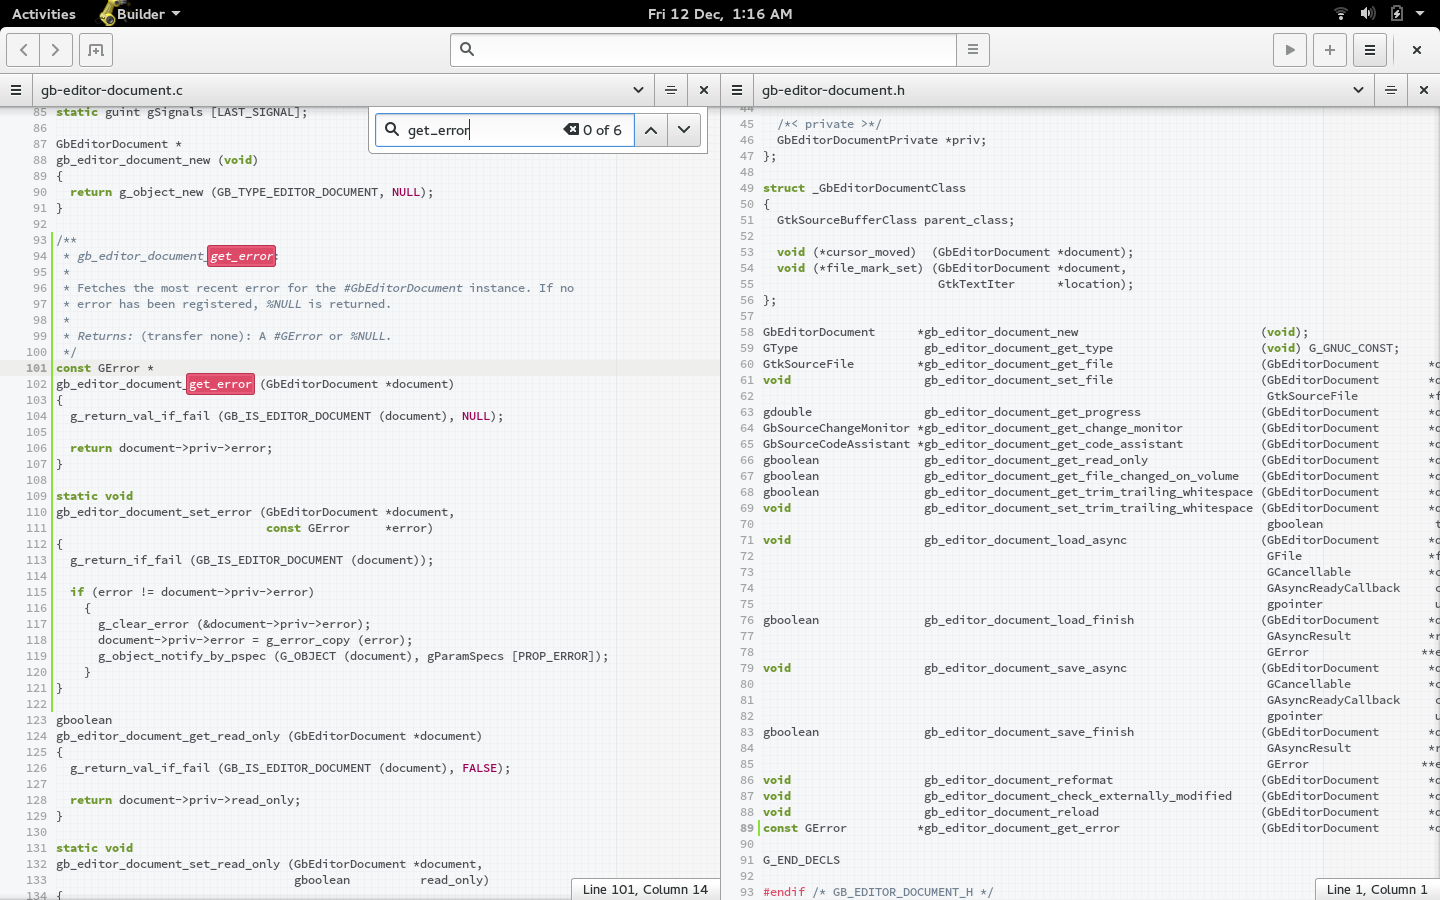 Activities Builder Fri 12 Dec, 1:16 AM
gb-editor-document.c
get_error 0 of 6
85 static guint gSignals [LAST_SIGNAL];
86
87 GbEditorDocument *
88 gb_editor_document_new (void)
89 {
90   return g_object_new (GB_TYPE_EDITOR_DOCUMENT, NULL);
91 }
92
93 /**
94  * gb_editor_document_get_error:
95  *
96  * Fetches the most recent error for the #GbEditorDocument instance. If no
97  * error has been registered, %NULL is returned.
98  *
99  * Returns: (transfer none): A #GError or %NULL.
100  */
101 const GError *
102 gb_editor_document_get_error (GbEditorDocument *document)
103 {
104   g_return_val_if_fail (GB_IS_EDITOR_DOCUMENT (document), NULL);
105
106   return document->priv->error;
107 }
108
109 static void
110 gb_editor_document_set_error (GbEditorDocument *document,
111                               const GError     *error)
112 {
113   g_return_if_fail (GB_IS_EDITOR_DOCUMENT (document));
114
115   if (error != document->priv->error)
116     {
117       g_clear_error (&document->priv->error);
118       document->priv->error = g_error_copy (error);
119       g_object_notify_by_pspec (G_OBJECT (document), gParamSpecs [PROP_ERROR]);
120     }
121 }
122
123 gboolean
124 gb_editor_document_get_read_only (GbEditorDocument *document)
125 {
126   g_return_val_if_fail (GB_IS_EDITOR_DOCUMENT (document), FALSE);
127
128   return document->priv->read_only;
129 }
130
131 static void
132 gb_editor_document_set_read_only (GbEditorDocument *document,
133                                   gboolean          read_only)
134 {
Line 101, Column 14
gb-editor-document.h
44
45   /*< private >*/
46   GbEditorDocumentPrivate *priv;
47 };
48
49 struct _GbEditorDocumentClass
50 {
51   GtkSourceBufferClass parent_class;
52
53   void (*cursor_moved)  (GbEditorDocument *document);
54   void (*file_mark_set) (GbEditorDocument *document,
55                          GtkTextIter      *location);
56 };
57
58 GbEditorDocument      *gb_editor_document_new                          (void);
59 GType                  gb_editor_document_get_type                     (void) G_GNUC_CONST;
60 GtkSourceFile         *gb_editor_document_get_file                     (GbEditorDocument       *d
61 void                   gb_editor_document_set_file                     (GbEditorDocument       *d
62                                                                         GtkSourceFile          *f
63 gdouble                gb_editor_document_get_progress                 (GbEditorDocument       *d
64 GbSourceChangeMonitor *gb_editor_document_get_change_monitor           (GbEditorDocument       *d
65 GbSourceCodeAssistant *gb_editor_document_get_code_assistant           (GbEditorDocument       *d
66 gboolean               gb_editor_document_get_read_only                (GbEditorDocument       *d
67 gboolean               gb_editor_document_get_file_changed_on_volume   (GbEditorDocument       *d
68 gboolean               gb_editor_document_get_trim_trailing_whitespace (GbEditorDocument       *d
69 void                   gb_editor_document_set_trim_trailing_whitespace (GbEditorDocument       *d
70                                                                         gboolean                t
71 void                   gb_editor_document_load_async                   (GbEditorDocument       *d
72                                                                         GFile                  *f
73                                                                         GCancellable           *c
74                                                                         GAsyncReadyCallback     c
75                                                                         gpointer                u
76 gboolean               gb_editor_document_load_finish                  (GbEditorDocument       *d
77                                                                         GAsyncResult           *r
78                                                                         GError                **e
79 void                   gb_editor_document_save_async                   (GbEditorDocument       *d
80                                                                         GCancellable           *c
81                                                                         GAsyncReadyCallback     c
82                                                                         gpointer                u
83 gboolean               gb_editor_document_save_finish                  (GbEditorDocument       *d
84                                                                         GAsyncResult           *r
85                                                                         GError                **e
86 void                   gb_editor_document_reformat                     (GbEditorDocument       *d
87 void                   gb_editor_document_check_externally_modified    (GbEditorDocument       *d
88 void                   gb_editor_document_reload                       (GbEditorDocument       *d
89 const GError          *gb_editor_document_get_error                    (GbEditorDocument       *d
90
91 G_END_DECLS
92
93 #endif /* GB_EDITOR_DOCUMENT_H */
Line 1, Column 1